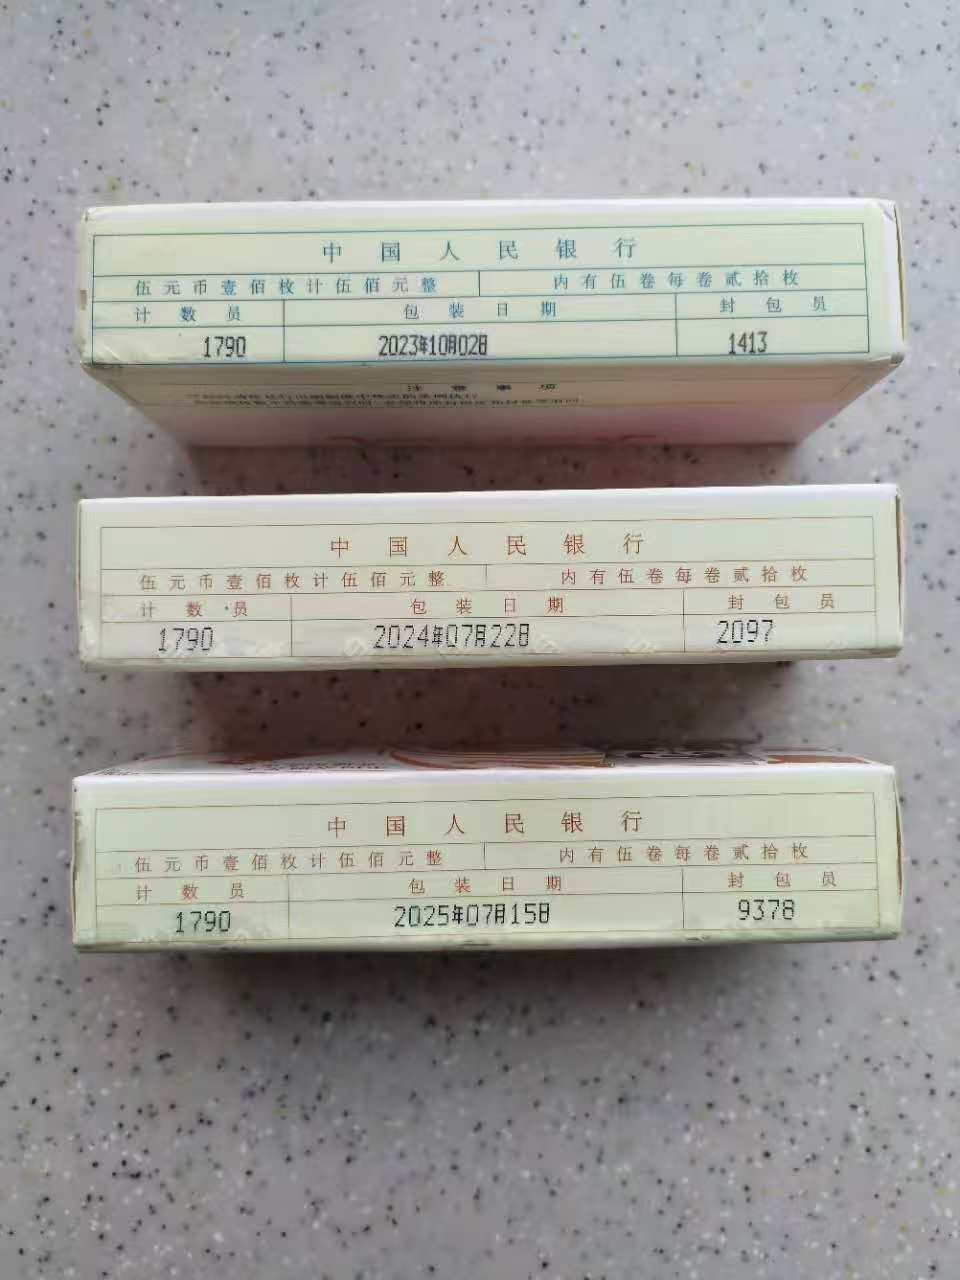 中国人民银行
伍元币壹佰枚计伍佰元整 内有伍卷每卷贰拾枚
计数员 包装日期 封包员
1790 2023年10月02日 1413
注意事项
中国人民银行
伍元币壹佰枚计伍佰元整 内有伍卷每卷贰拾枚
计数员 包装日期 封包员
1790 2024年07月22日 2097
中国人民银行
伍元币壹佰枚计伍佰元整 内有伍卷每卷贰拾枚
计数员 包装日期 封包员
1790 2025年07月15日 9378